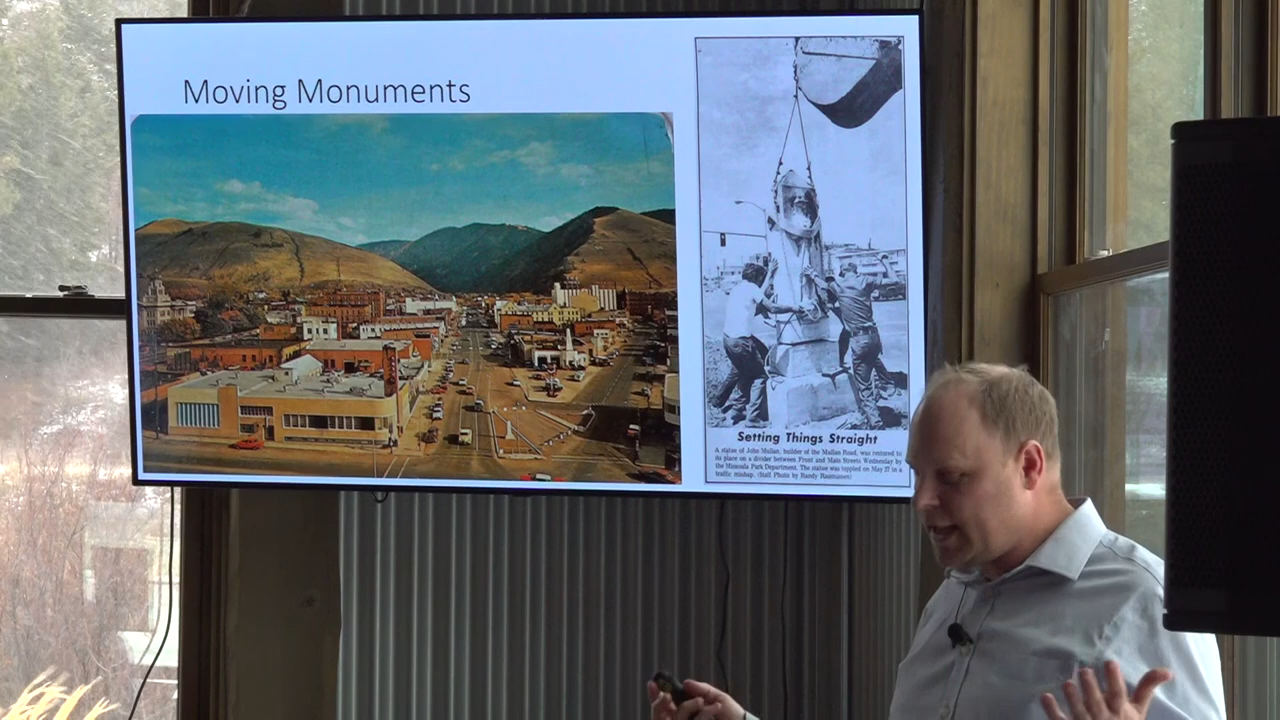 Moving Monuments
Setting Things Straight
A statue of John Mullan, builder of the Mullan Road, was restored to
its place on a divider between Front and Main Streets Wednesday by
the Missoula Park Department. The statue was toppled on May 27 in a
traffic mishap. (Staff Photo by Randy Rasmussen)